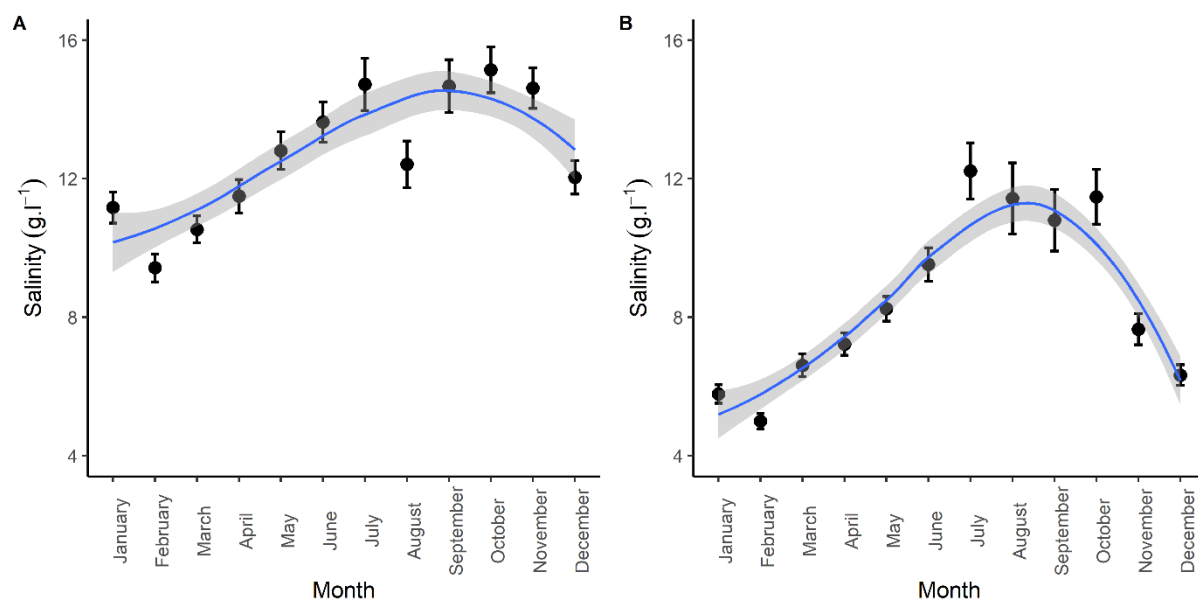 A
Salinity (g.l⁻¹)
16
12
8
4
January
February
March
April
May
June
July
August
September
October
November
December
Month
B
Salinity (g.l⁻¹)
16
12
8
4
January
February
March
April
May
June
July
August
September
October
November
December
Month